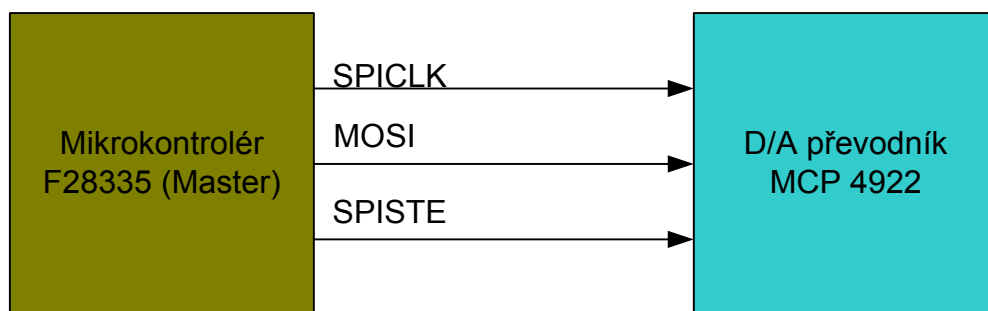 Mikrokontrolér
F28335 (Master)
SPICLK
MOSI
SPISTE
D/A převodník
MCP 4922